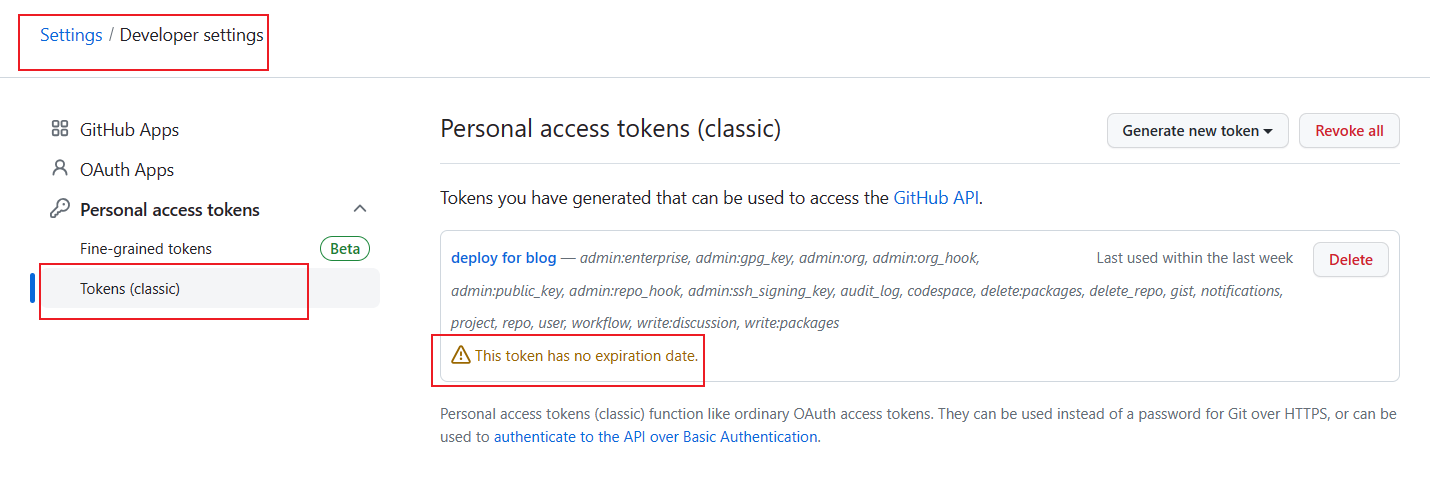 Settings / Developer settings
GitHub Apps
OAuth Apps
Personal access tokens
Fine-grained tokens Beta
Tokens (classic)
Personal access tokens (classic)
Generate new token
Revoke all
Tokens you have generated that can be used to access the GitHub API.
deploy for blog — admin:enterprise, admin:gpg_key, admin:org, admin:org_hook,
Last used within the last week
Delete
admin:public_key, admin:repo_hook, admin:ssh_signing_key, audit_log, codespace, delete:packages, delete_repo, gist, notifications,
project, repo, user, workflow, write:discussion, write:packages
This token has no expiration date.
Personal access tokens (classic) function like ordinary OAuth access tokens. They can be used instead of a password for Git over HTTPS, or can be
used to authenticate to the API over Basic Authentication.